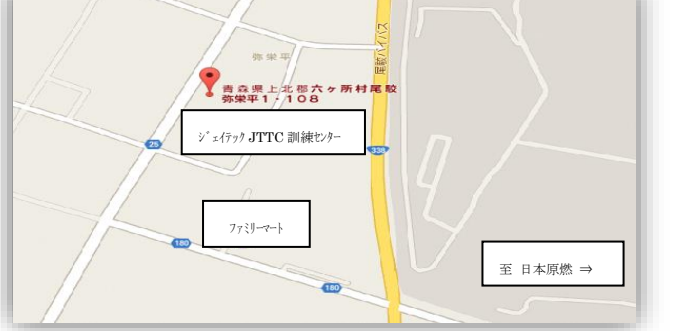 弥栄平
尾駮バイパス
青森県上北郡六ヶ所村尾駮
弥栄平1‐108
ジェイテック JTTC 訓練センター
25
338
ファミリーマート
180
至 日本原燃 ⇒
180